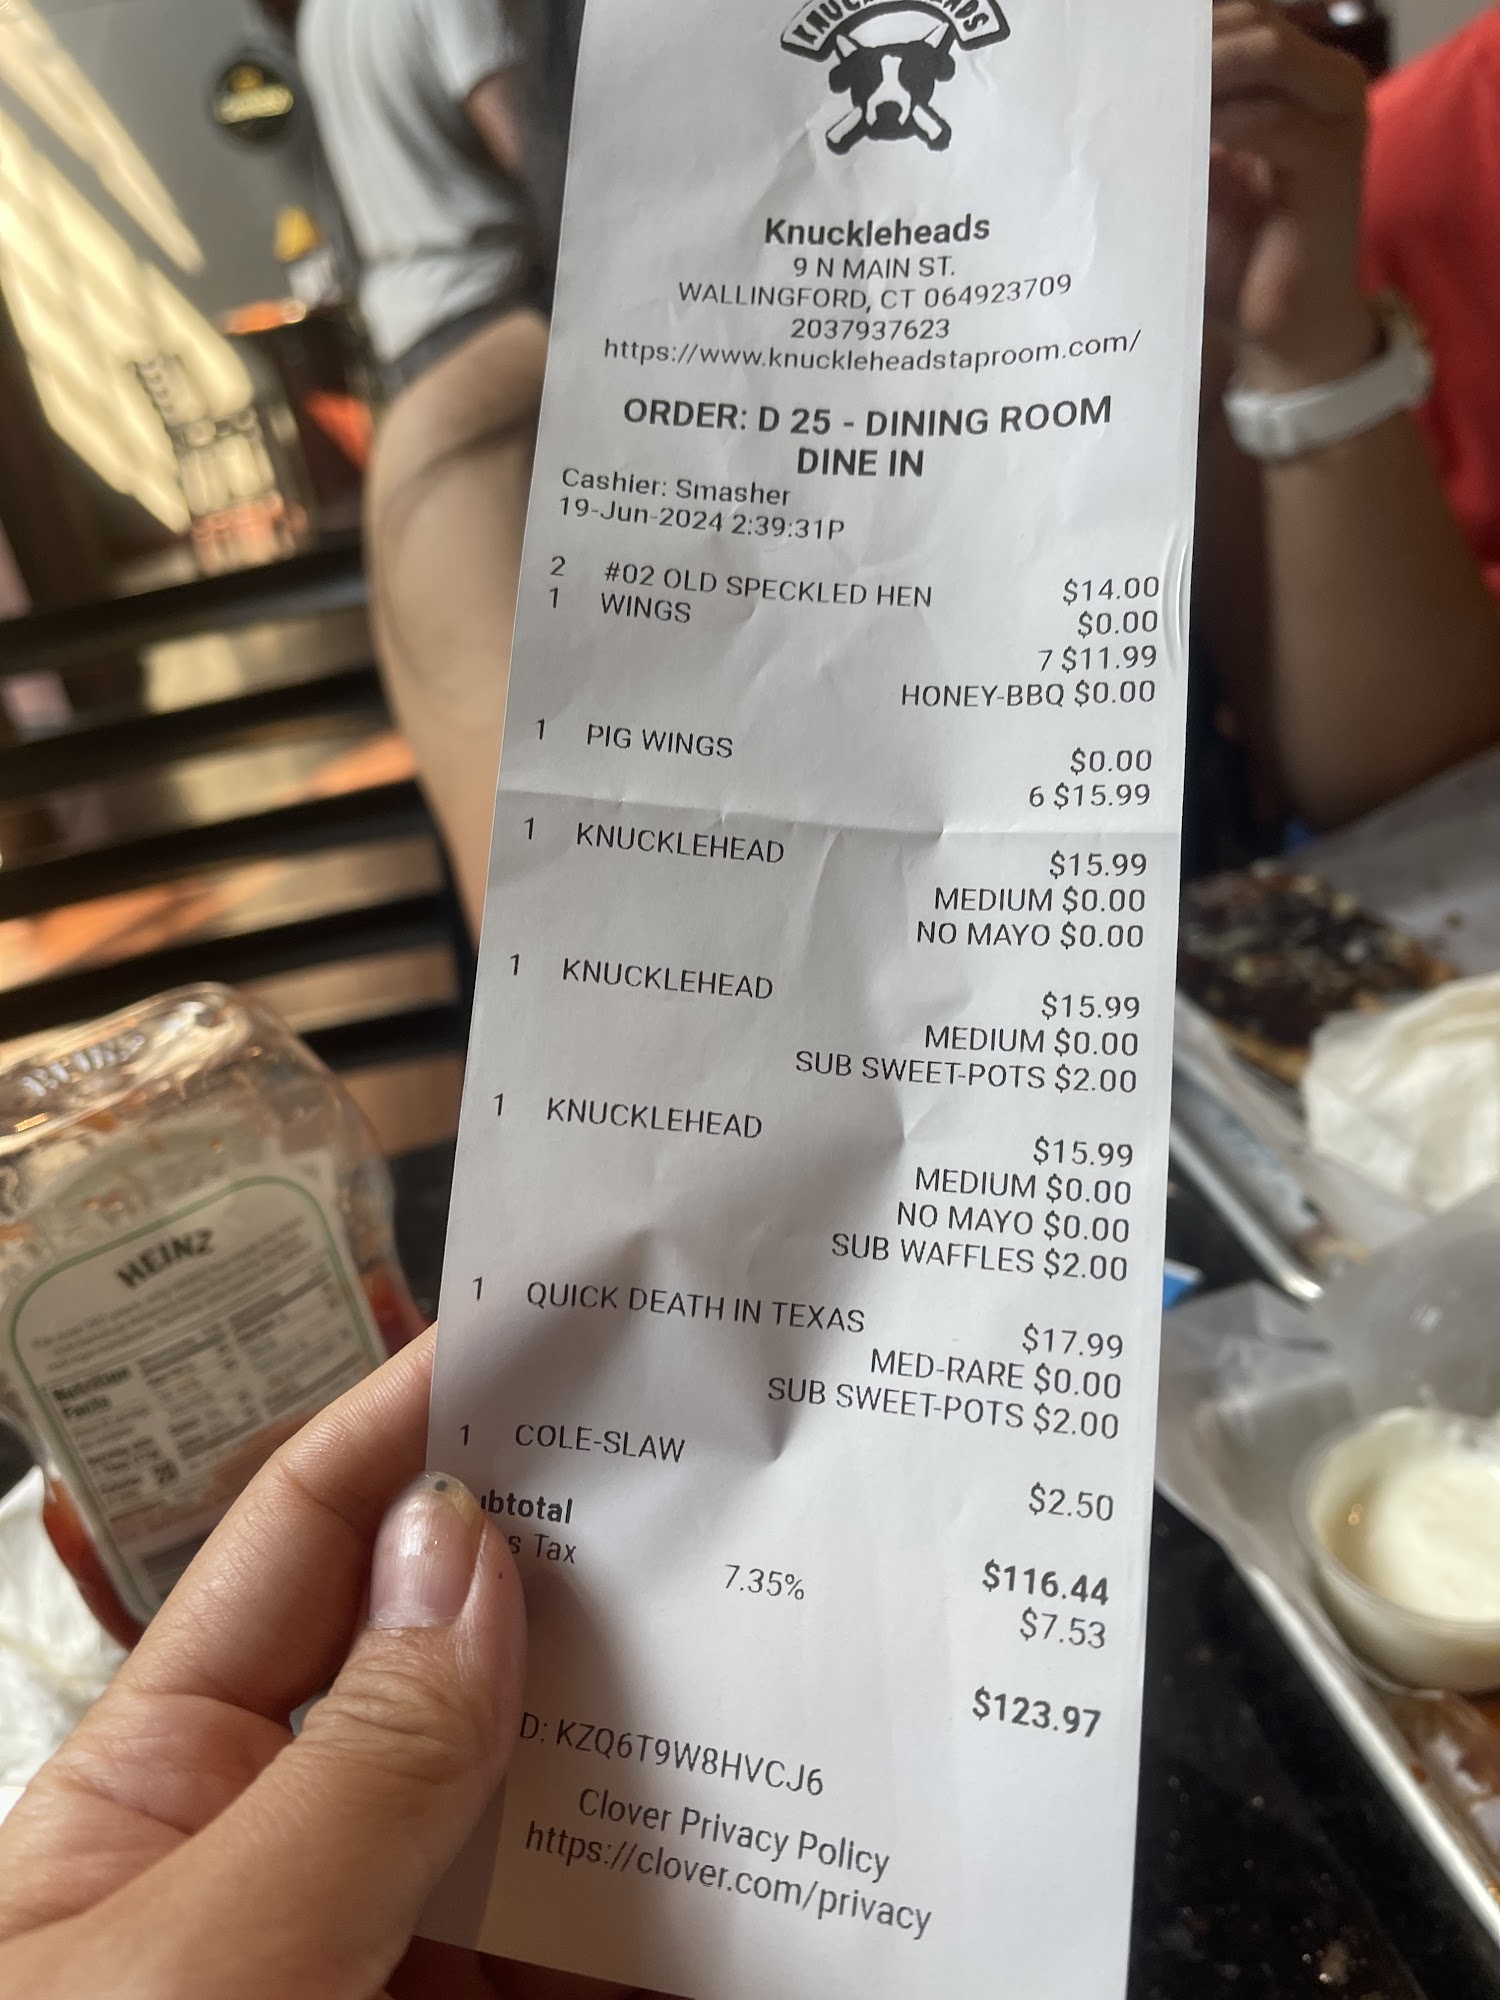 Knuckleheads
9 N MAIN ST.
WALLINGFORD, CT 064923709
2037937623
https://www.knuckleheadstaproom.com/
ORDER: D 25 - DINING ROOM
DINE IN
Cashier: Smasher
19-Jun-2024 2:39:31P
2 #02 OLD SPECKLED HEN $14.00
1 WINGS $0.00
7 $11.99
HONEY-BBQ $0.00
1 PIG WINGS $0.00
6 $15.99
1 KNUCKLEHEAD $15.99
MEDIUM $0.00
NO MAYO $0.00
1 KNUCKLEHEAD $15.99
MEDIUM $0.00
SUB SWEET-POTS $2.00
1 KNUCKLEHEAD $15.99
MEDIUM $0.00
NO MAYO $0.00
SUB WAFFLES $2.00
1 QUICK DEATH IN TEXAS $17.99
MED-RARE $0.00
SUB SWEET-POTS $2.00
1 COLE-SLAW $2.50
ubtotal $116.44
s Tax 7.35% $7.53
$123.97
D: KZQ6T9W8HVCJ6
Clover Privacy Policy
https://clover.com/privacy
HEINZ
Nutrition
Facts